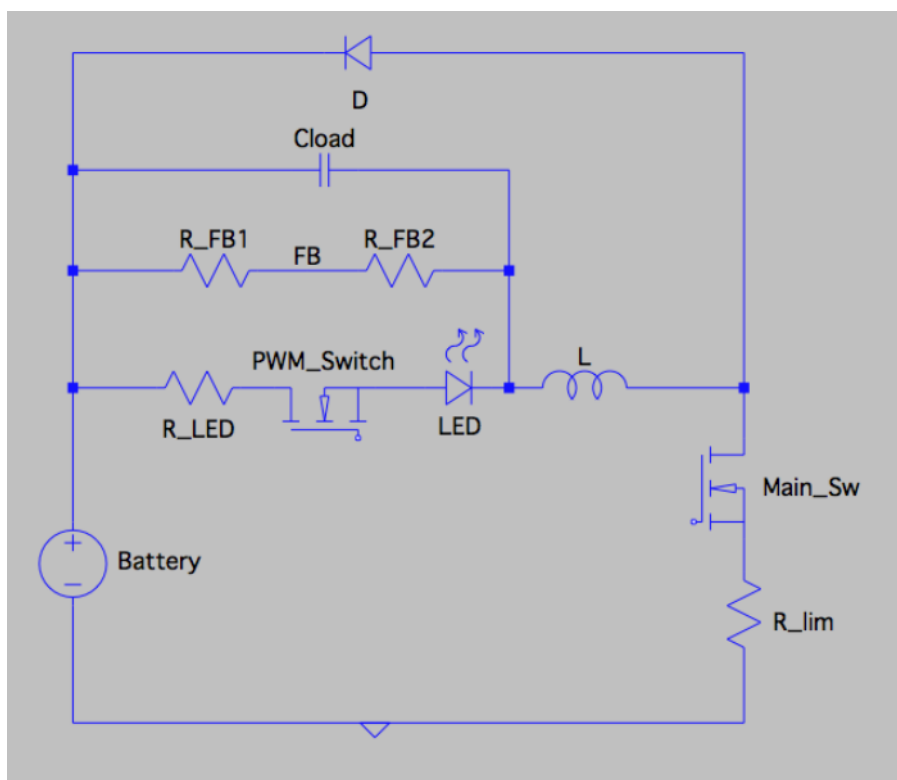 D
Cload
R_FB1
FB
R_FB2
PWM_Switch
L
R_LED
LED
Main_Sw
Battery
R_lim